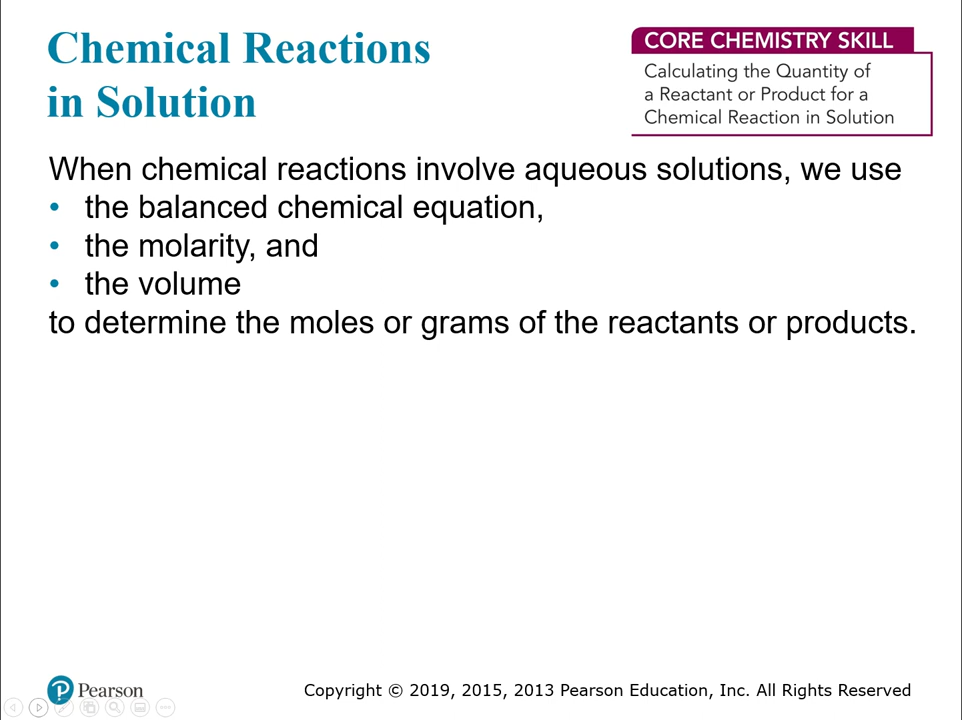 Chemical Reactions
in Solution
CORE CHEMISTRY SKILL
Calculating the Quantity of
a Reactant or Product for a
Chemical Reaction in Solution
When chemical reactions involve aqueous solutions, we use
• the balanced chemical equation,
• the molarity, and
• the volume
to determine the moles or grams of the reactants or products.
P Pearson
Copyright © 2019, 2015, 2013 Pearson Education, Inc. All Rights Reserved